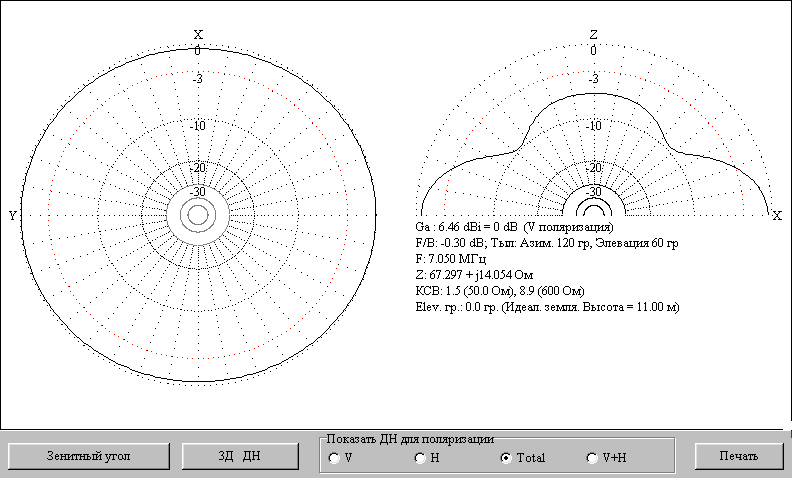 X
0
-3
-10
-20
-30
Y
Z
0
-3
-10
-20
-30
X
Ga : 6.46 dBi = 0 dB (V поляризация)
F/B: -0.30 dB; Тыл: Азим. 120 гр, Элевация 60 гр
F: 7.050 МГц
Z: 67.297 + j14.054 Ом
КСВ: 1.5 (50.0 Ом), 8.9 (600 Ом)
Elev. гр.: 0.0 гр. (Идеал. земля. Высота = 11.00 м)
Показать ДН для поляризации
Зенитный угол
3Д ДН
V
H
Total
V+H
Печать